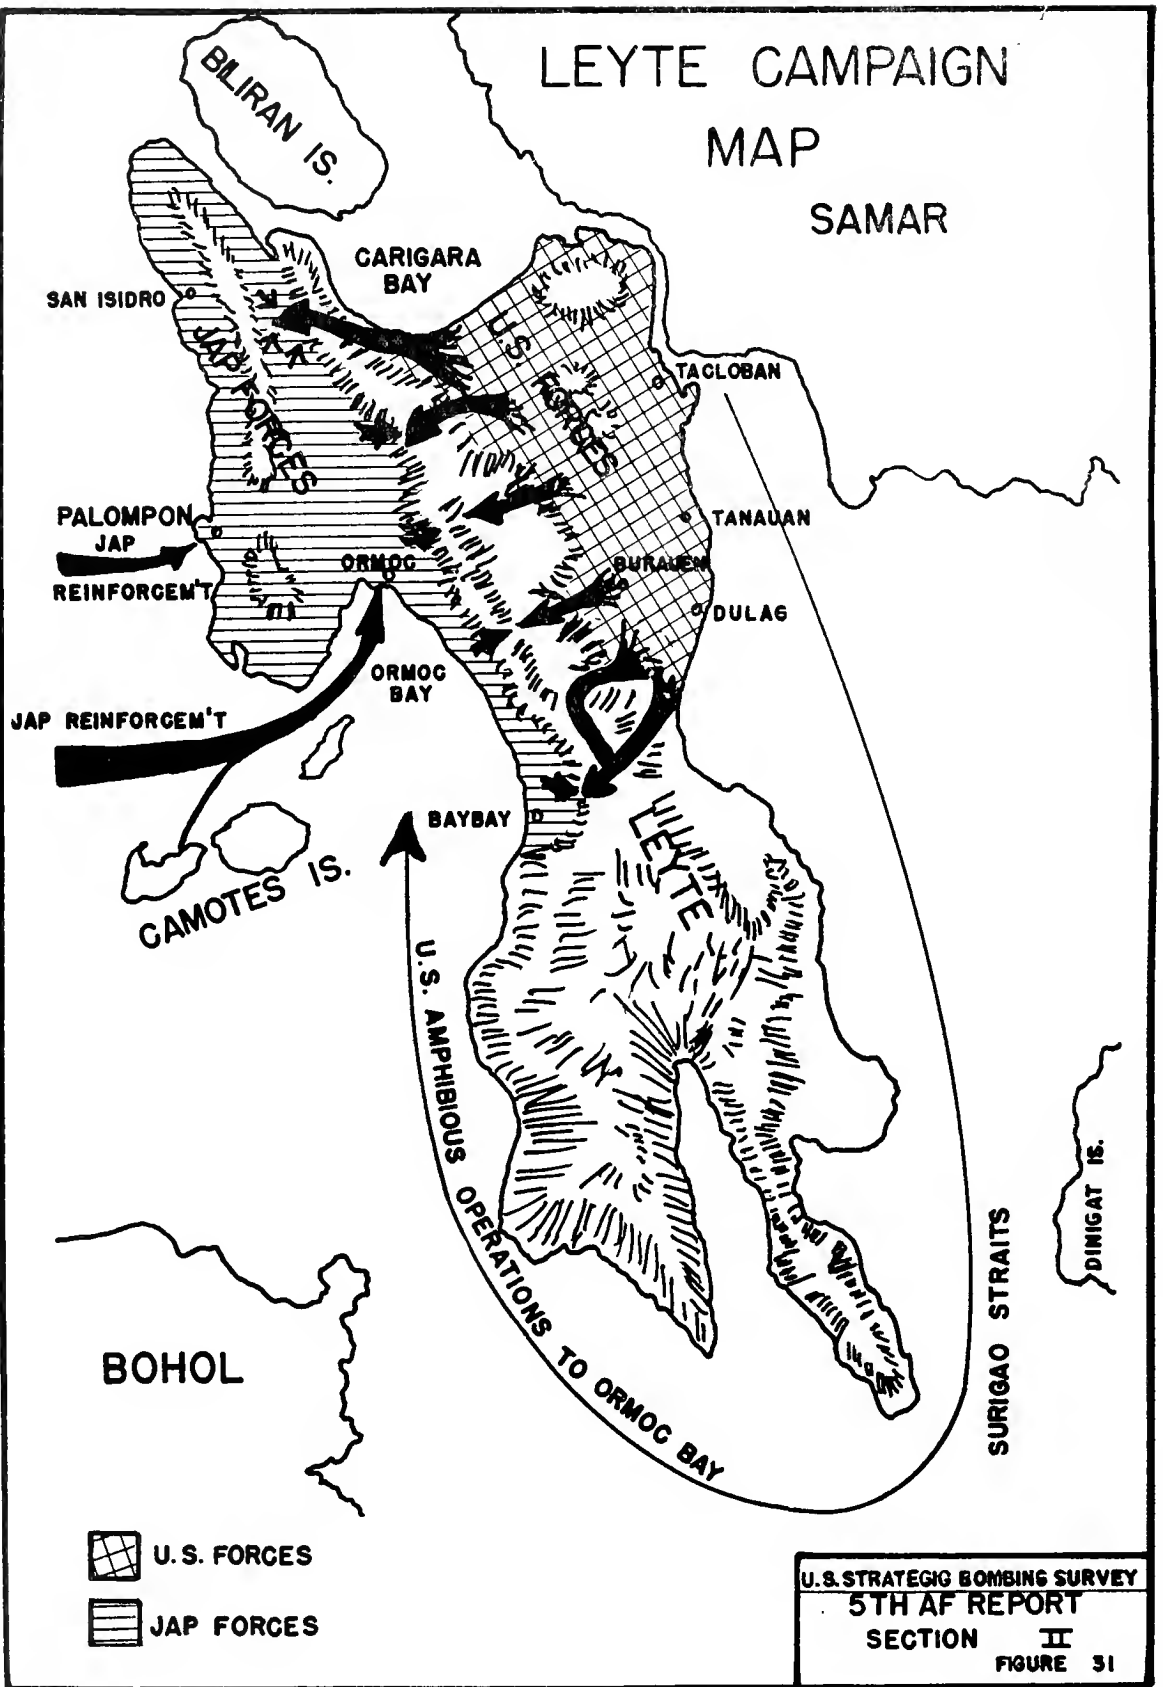 LEYTE CAMPAIGN
MAP
SAMAR
BILIRAN IS.
CARIGARA
BAY
SAN ISIDRO
JAP FORCES
U.S. FORCES
TACLOBAN
PALOMPON
JAP
REINFORCEM'T
TANAUAN
ORMOC
BURAUEN
DULAG
ORMOC
BAY
JAP REINFORCEM'T
BAYBAY
LEYTE
CAMOTES IS.
U.S. AMPHIBIOUS OPERATIONS TO ORMOC BAY
DINIGAT IS.
SURIGAO STRAITS
BOHOL
U.S. FORCES
JAP FORCES
U.S. STRATEGIC BOMBING SURVEY
5TH AF REPORT
SECTION II
FIGURE 31